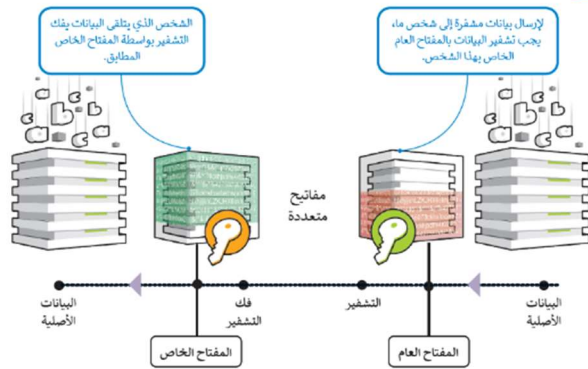 لإرسال بيانات مشفرة إلى شخص ما،
يجب تشفير البيانات بالمفتاح العام
الخاص بهذا الشخص.
الشخص الذي يتلقى البيانات يفك
التشفير بواسطة المفتاح الخاص
المطابق.
مفاتيح
متعددة
البيانات
الأصلية
التشفير
فك
التشفير
البيانات
الأصلية
المفتاح العام
المفتاح الخاص